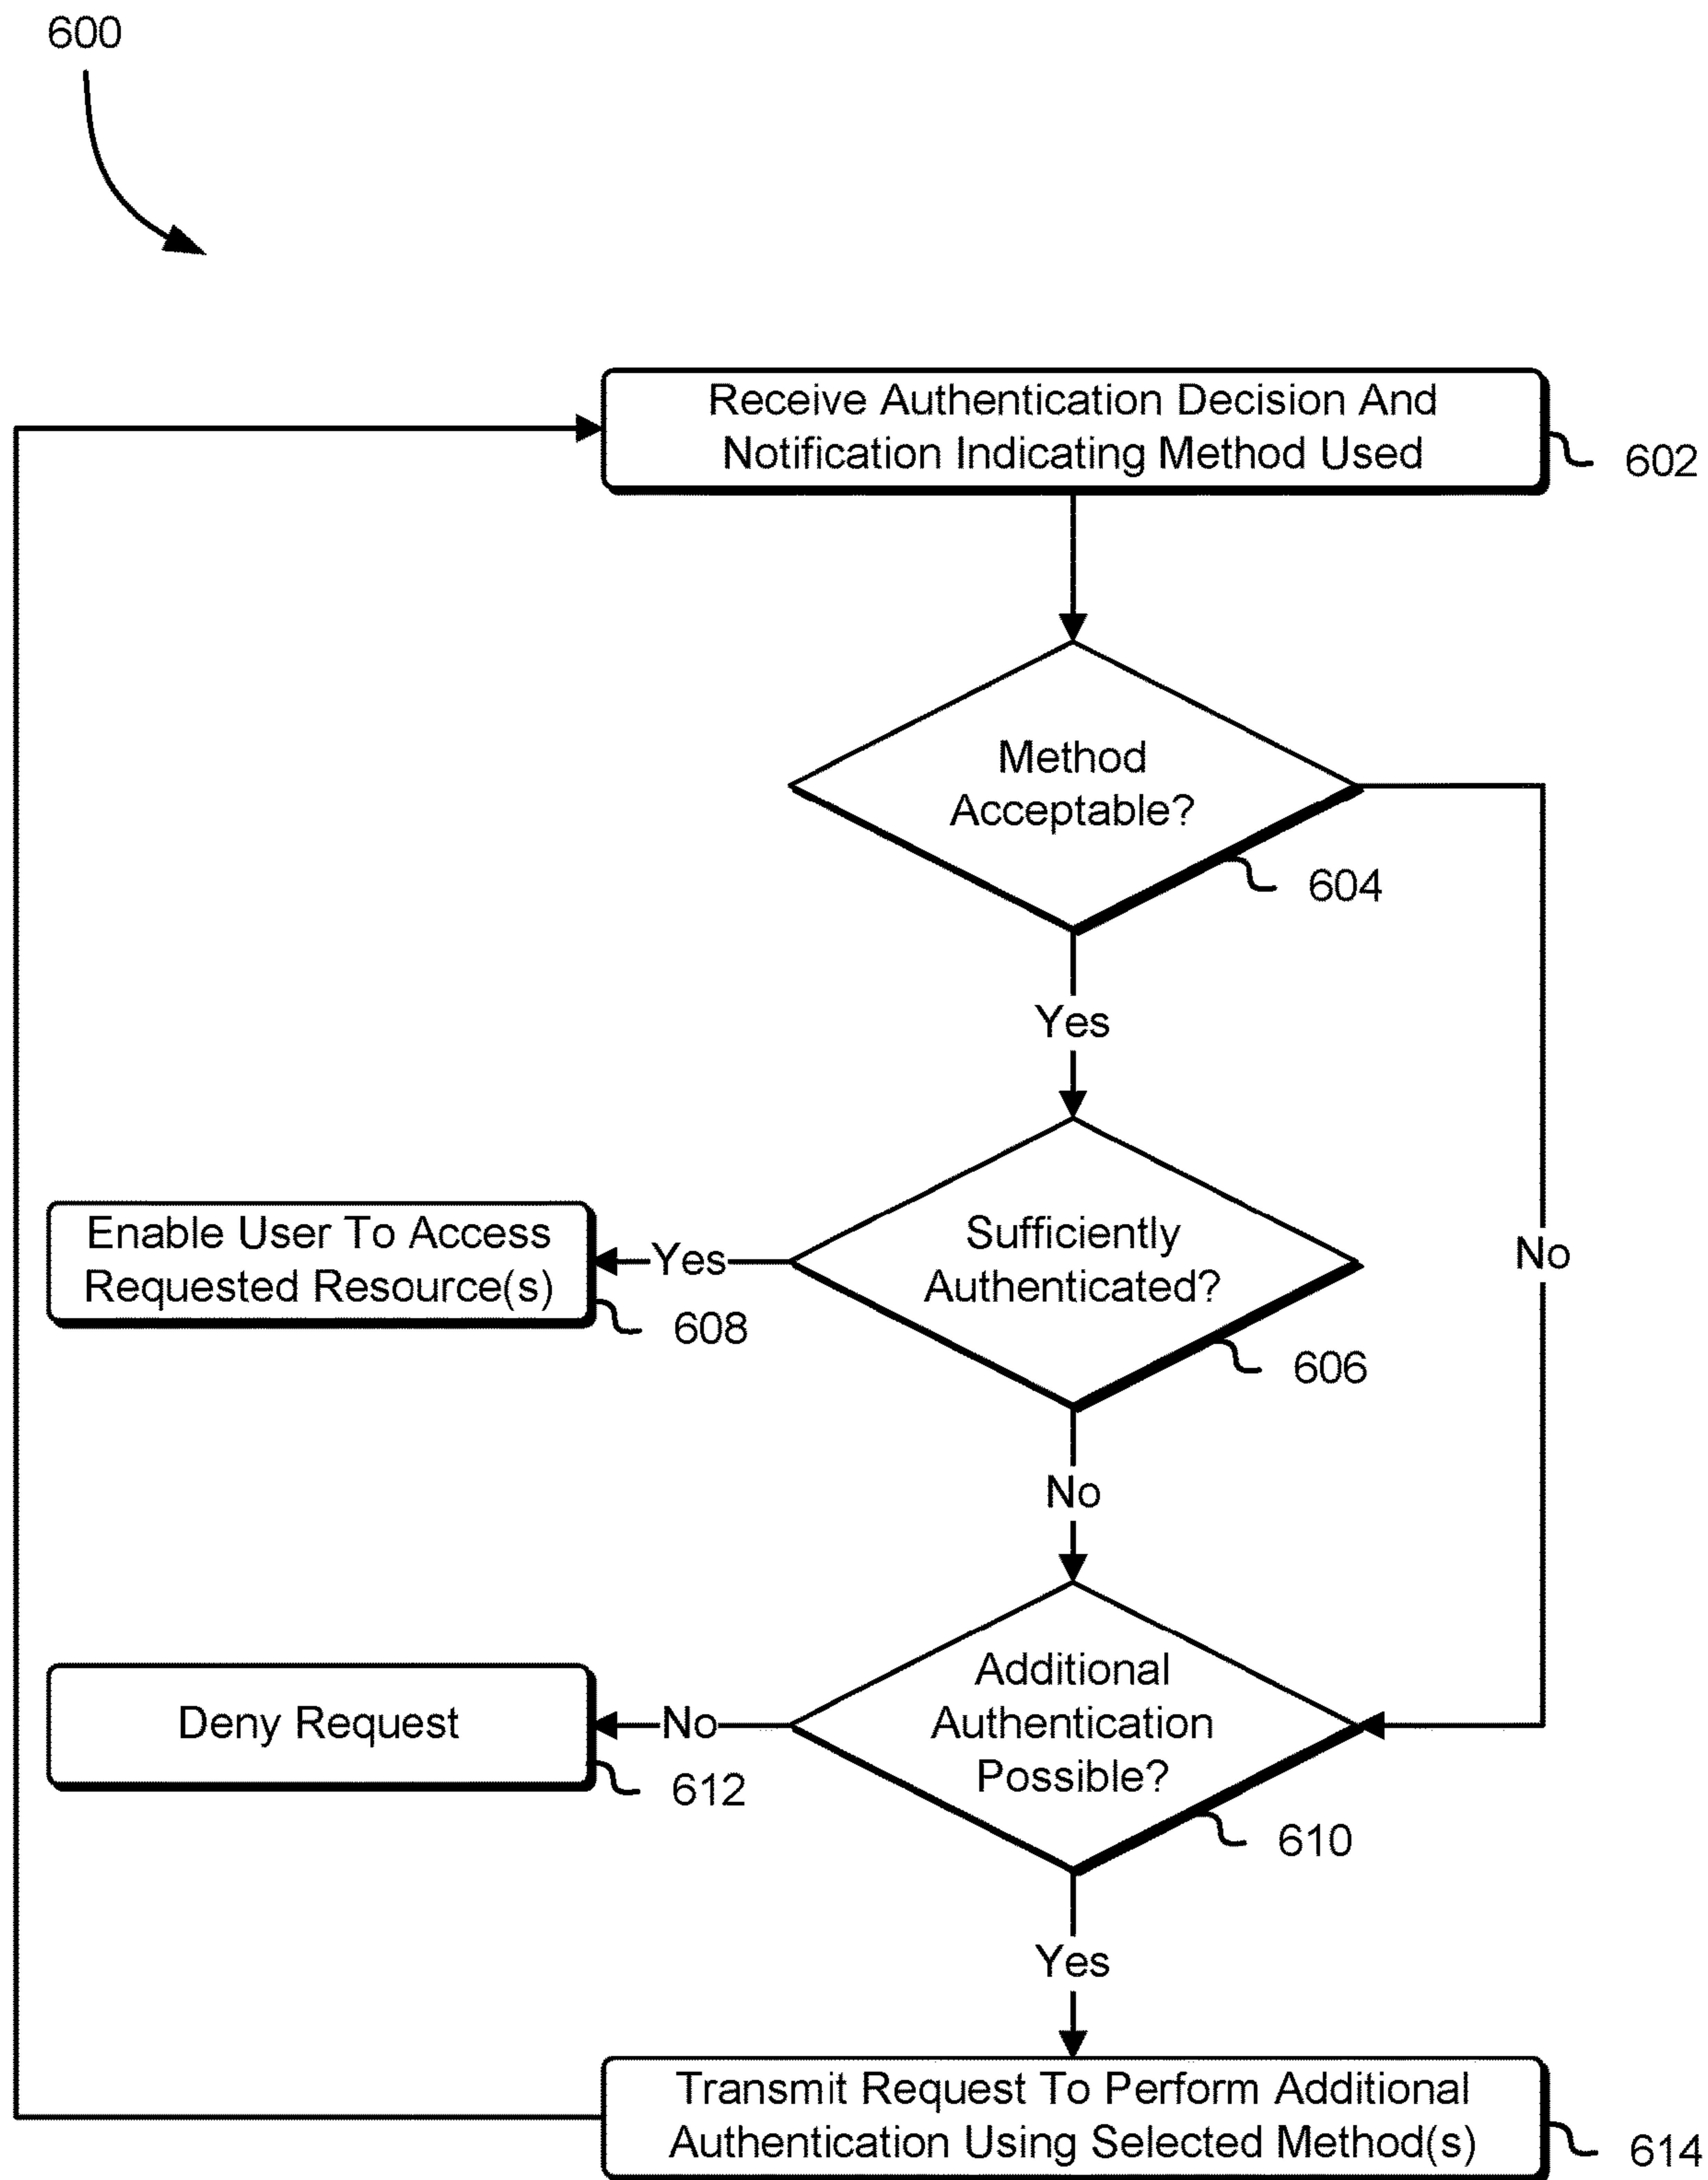 600
Receive Authentication Decision And
Notification Indicating Method Used
602
Method
Acceptable?
604
Yes
No
Sufficiently
Authenticated?
606
Yes
Enable User To Access
Requested Resource(s)
608
No
Additional
Authentication
Possible?
610
No
Deny Request
612
Yes
Transmit Request To Perform Additional
Authentication Using Selected Method(s)
614